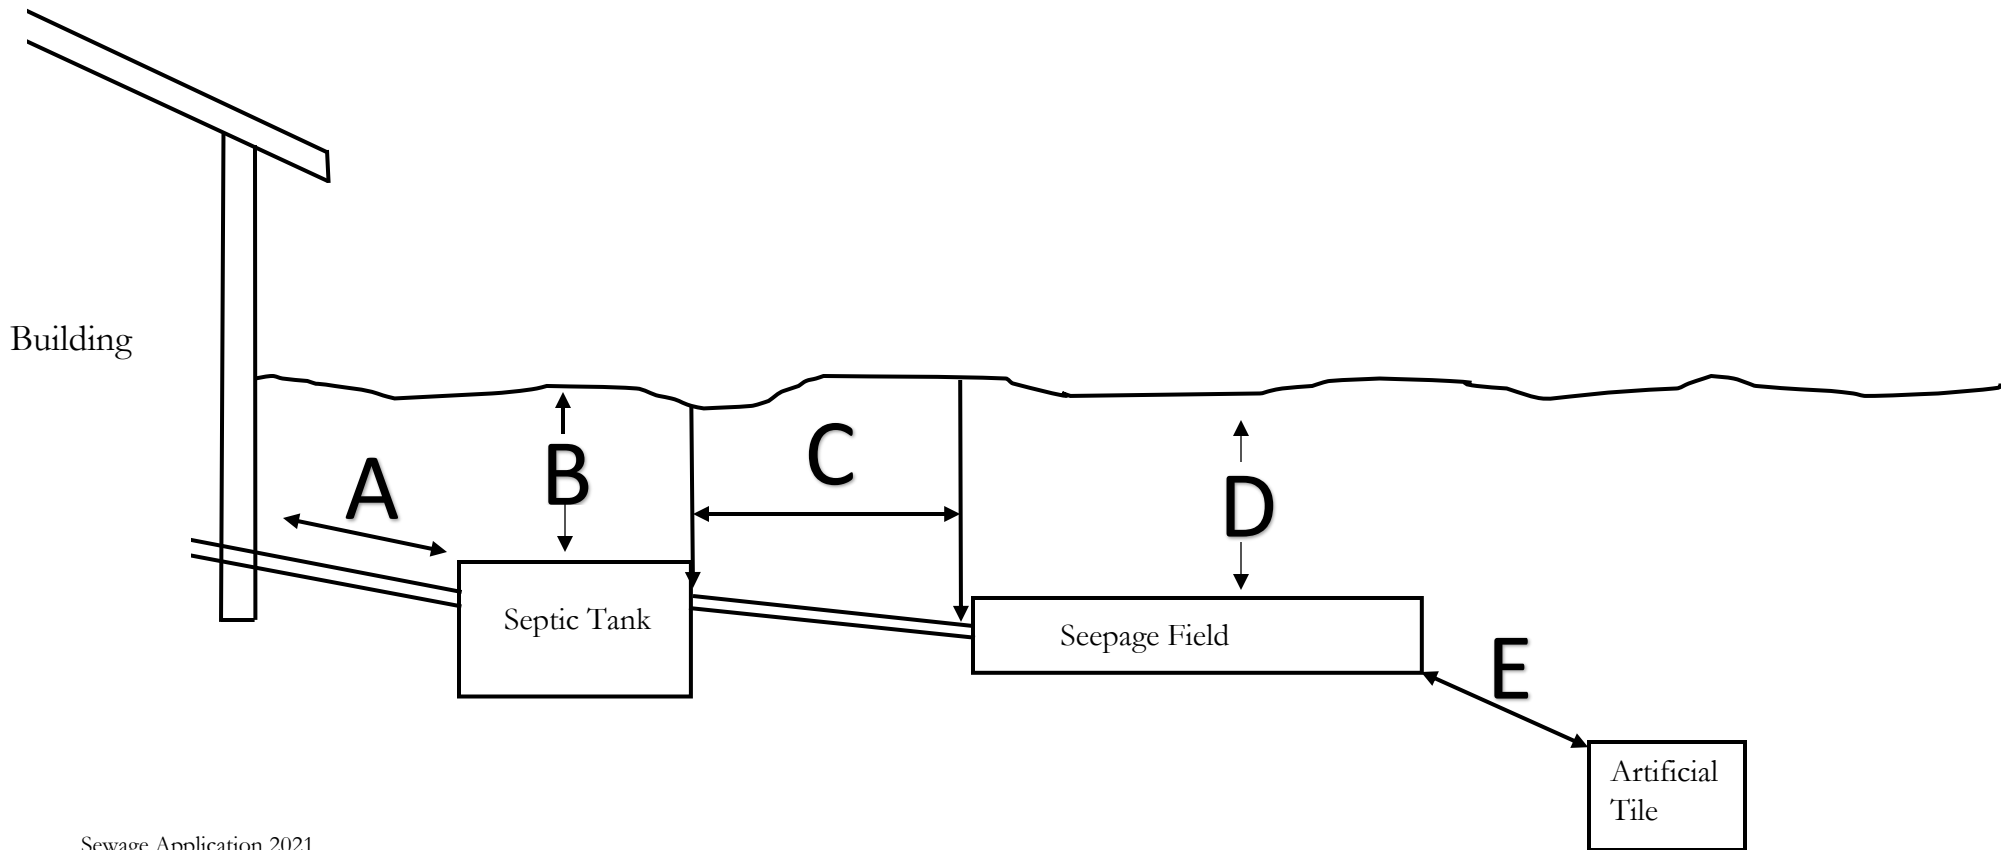 Building
A
B
C
D
Septic Tank
Seepage Field
E
Artificial
Tile
Sewage Application 2021